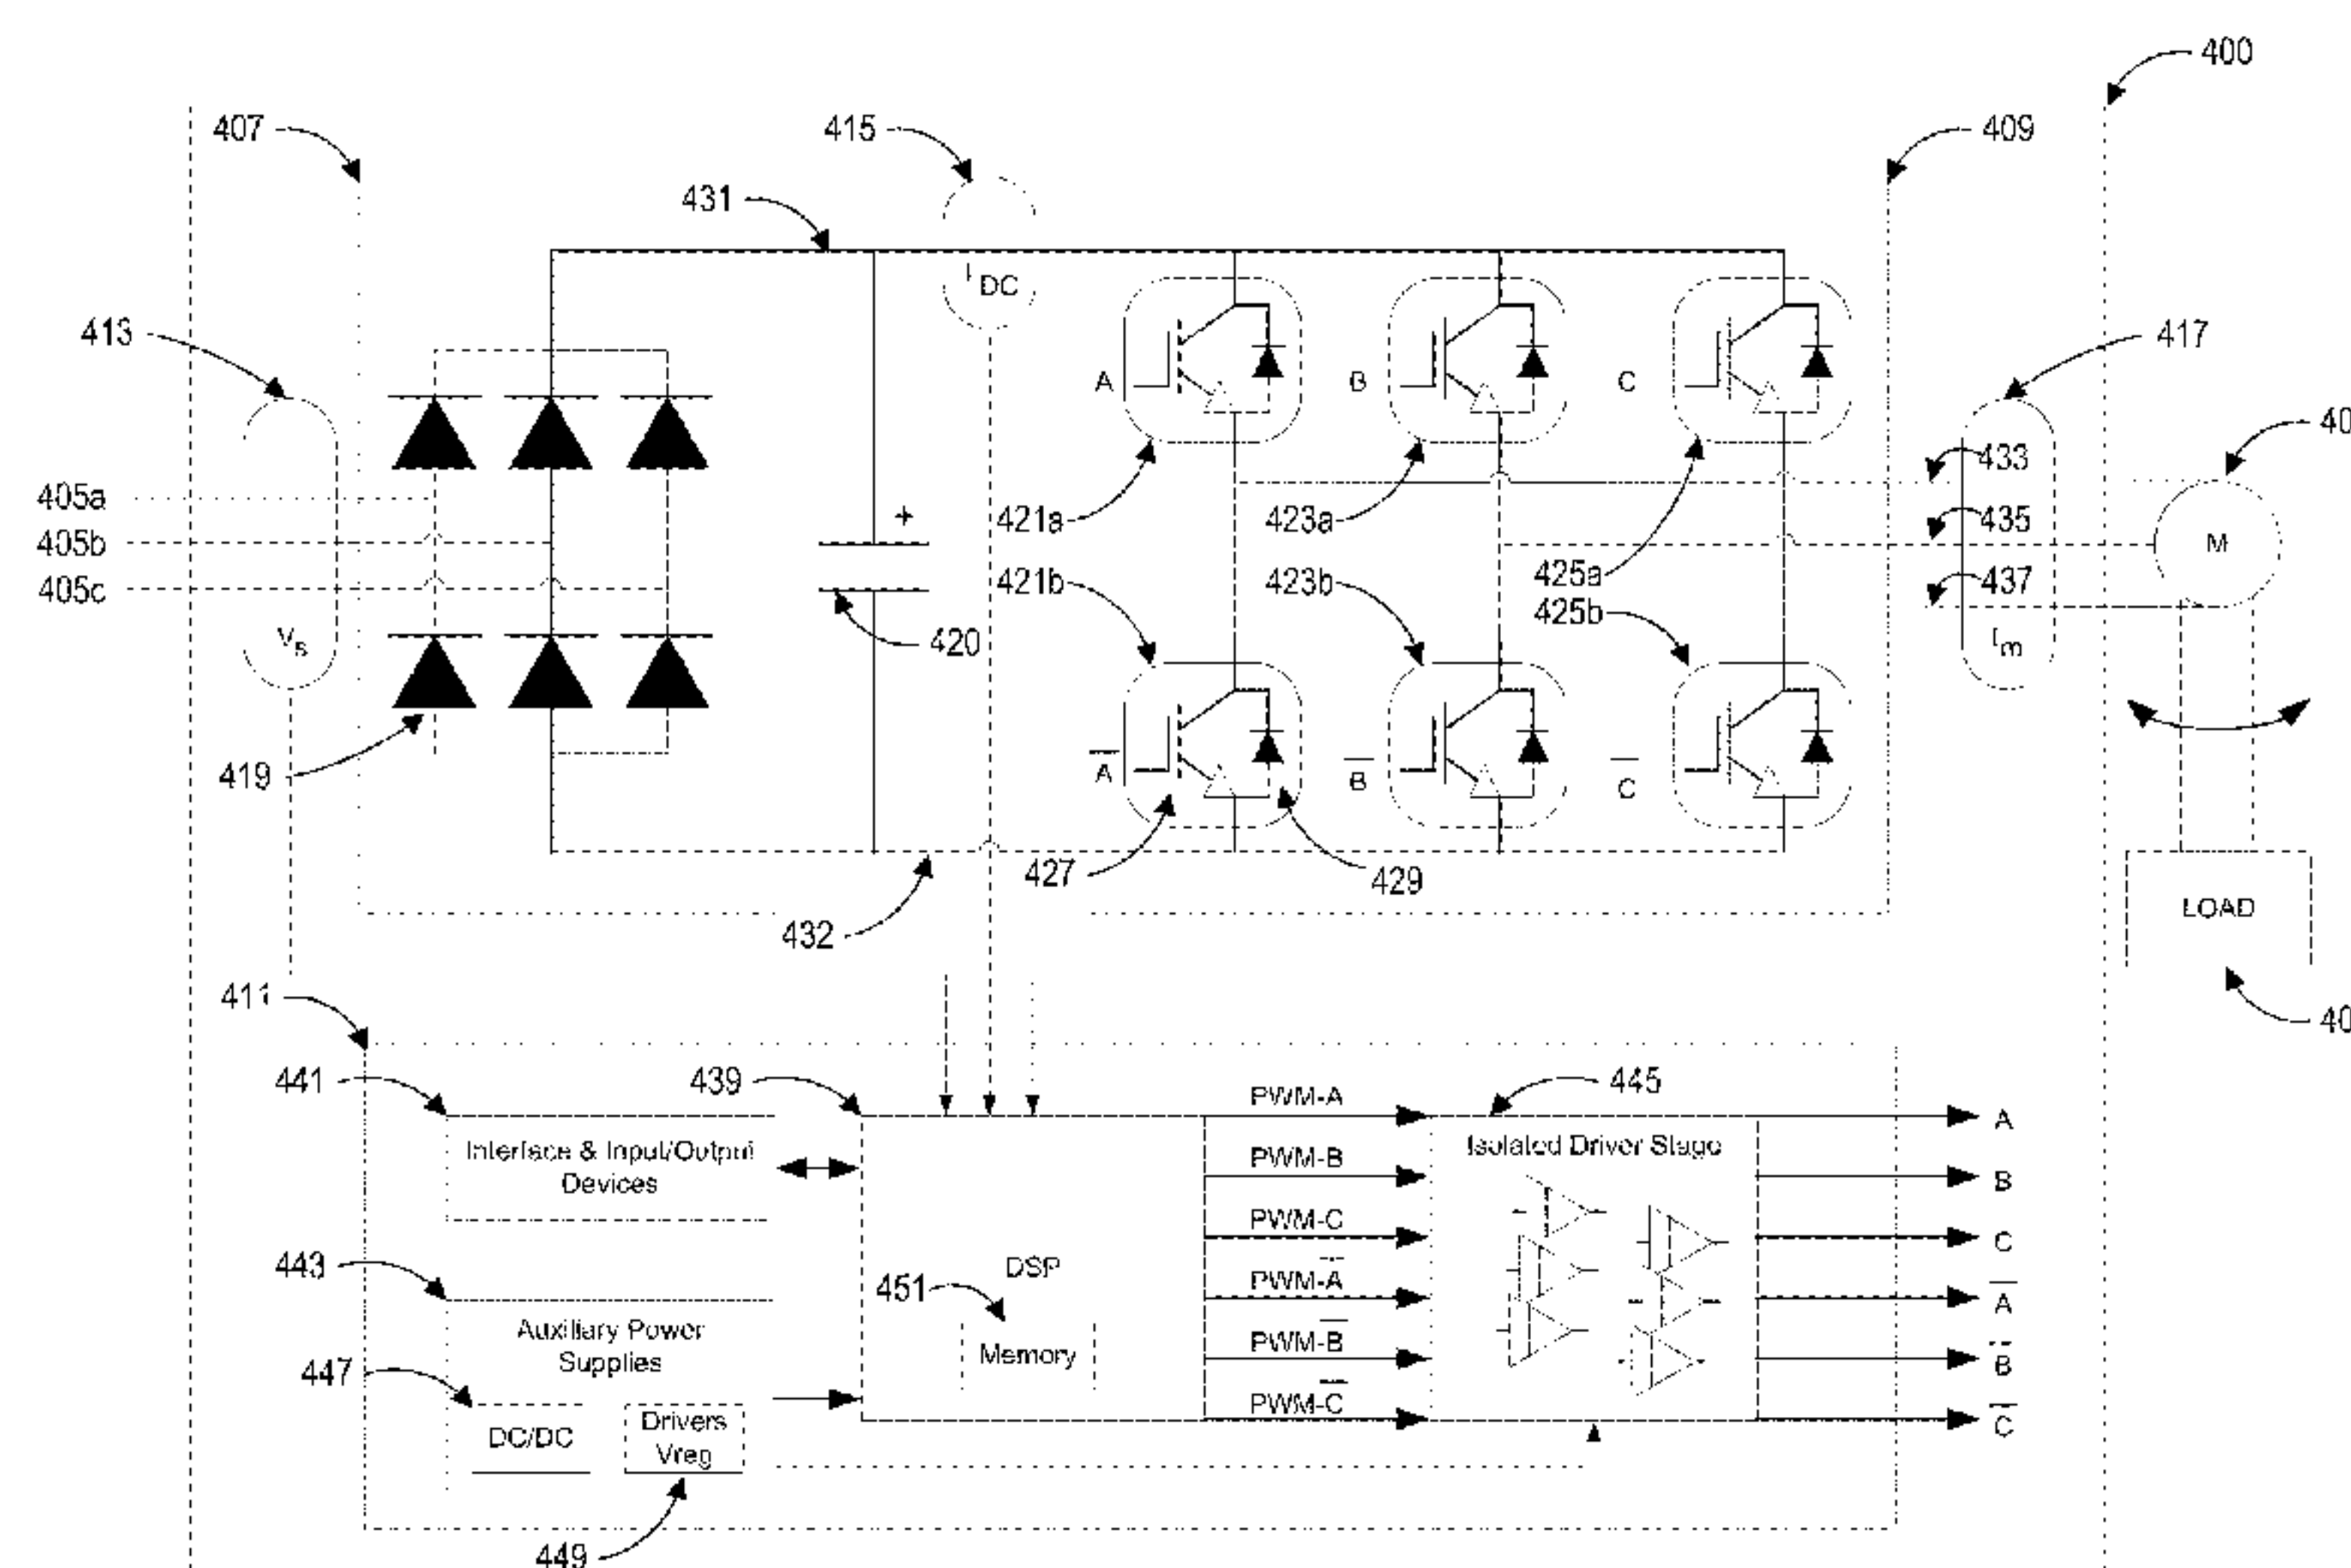 400
407
415
409
431
I DC
413
417
A
B
C
40
433
405a
421a
423a
435
405b
M
405c
421b
423b
425a
437
425b
Vs
420
Im
419
A
B
C
427
429
432
LOAD
411
40
441
439
445
PWM-A
A
Interface & Input/Output
Devices
Isolated Driver Stage
PWM-B
B
PWM-C
C
443
DSP
451
PWM-A
A
Auxiliary Power
Supplies
Memory
PWM-B
B
447
PWM-C
C
DC/DC
Drivers
Vreg
449